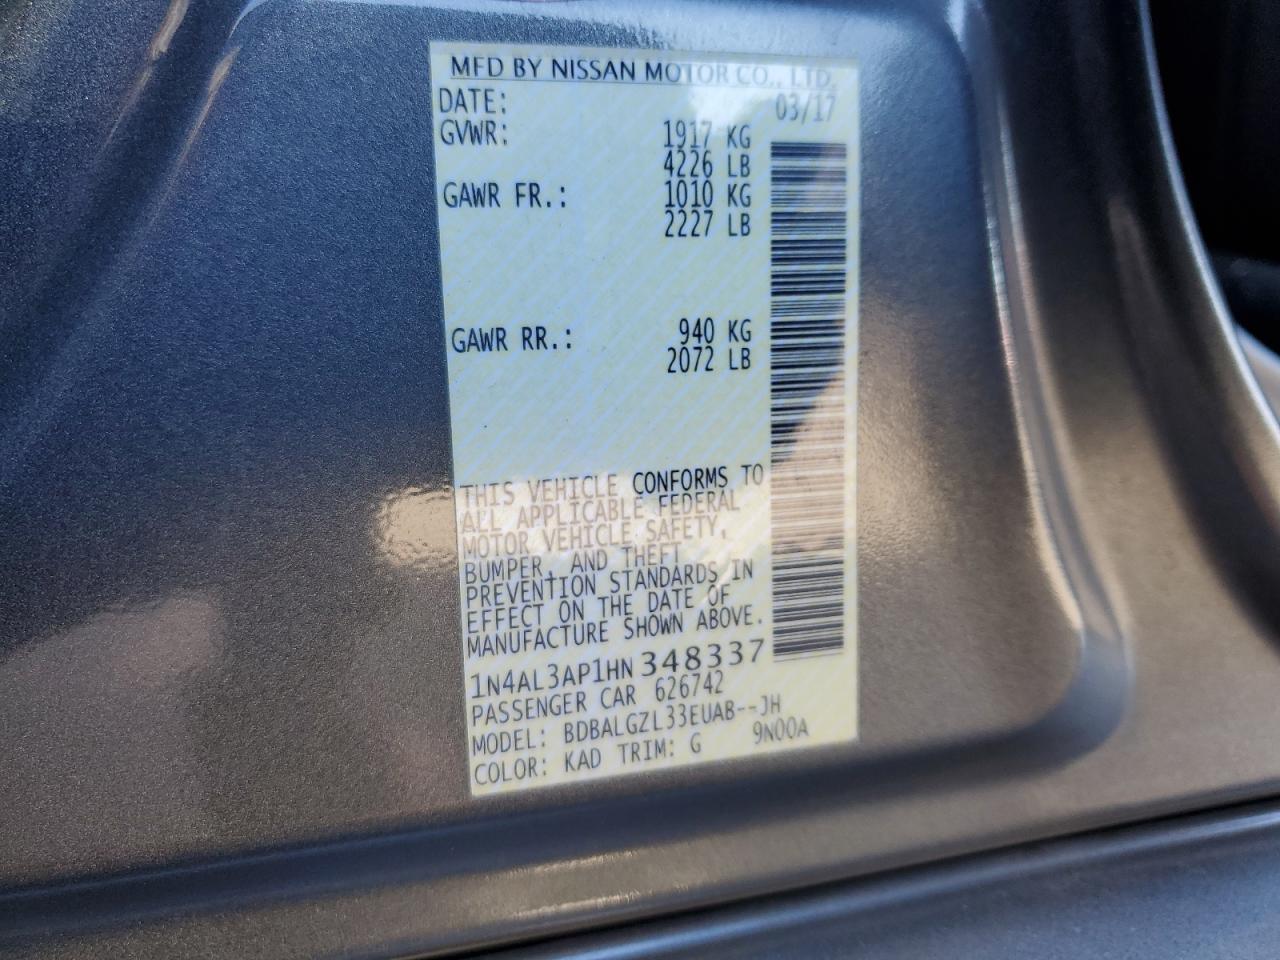 MFD BY NISSAN MOTOR CO., LTD.
DATE: 03/17
GVWR: 1917 KG
4226 LB
GAWR FR.: 1010 KG
2227 LB
GAWR RR.: 940 KG
2072 LB
THIS VEHICLE CONFORMS TO
ALL APPLICABLE FEDERAL
MOTOR VEHICLE SAFETY,
BUMPER, AND THEFT
PREVENTION STANDARDS IN
EFFECT ON THE DATE OF
MANUFACTURE SHOWN ABOVE.
1N4AL3AP1HN348337
PASSENGER CAR 626742
MODEL: BDBALGZL33EUAB--JH
COLOR: KAD TRIM: G 9N00A